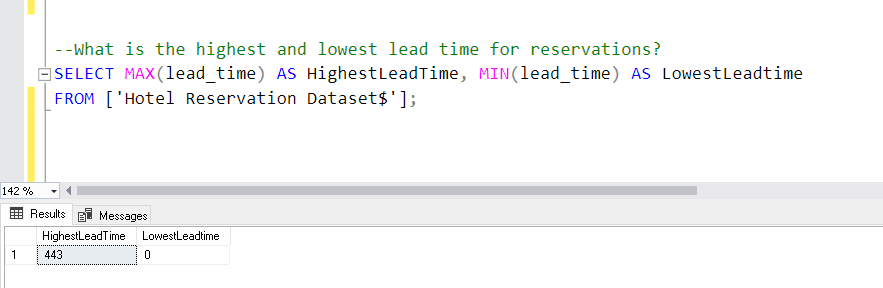 --What is the highest and lowest lead time for reservations?
SELECT MAX(lead_time) AS HighestLeadTime, MIN(lead_time) AS LowestLeadtime
FROM ['Hotel Reservation Dataset$'];
142 %
Results Messages
HighestLeadTime LowestLeadtime
1 443 0